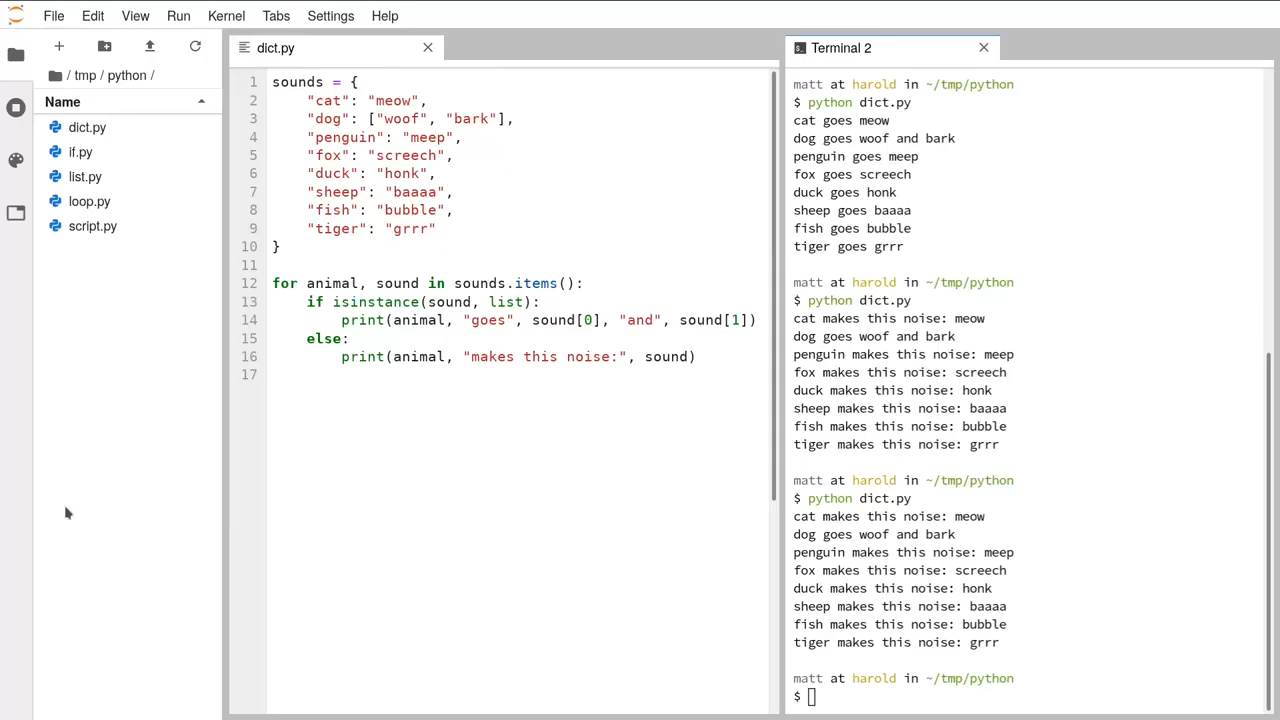 File Edit View Run Kernel Tabs Settings Help
/ tmp / python /
Name
dict.py
if.py
list.py
loop.py
script.py
dict.py
1 sounds = {
2     "cat": "meow",
3     "dog": ["woof", "bark"],
4     "penguin": "meep",
5     "fox": "screech",
6     "duck": "honk",
7     "sheep": "baaaa",
8     "fish": "bubble",
9     "tiger": "grrr"
10 }
11
12 for animal, sound in sounds.items():
13     if isinstance(sound, list):
14         print(animal, "goes", sound[0], "and", sound[1])
15     else:
16         print(animal, "makes this noise:", sound)
17
Terminal 2
matt at harold in ~/tmp/python
$ python dict.py
cat goes meow
dog goes woof and bark
penguin goes meep
fox goes screech
duck goes honk
sheep goes baaaa
fish goes bubble
tiger goes grrr
matt at harold in ~/tmp/python
$ python dict.py
cat makes this noise: meow
dog goes woof and bark
penguin makes this noise: meep
fox makes this noise: screech
duck makes this noise: honk
sheep makes this noise: baaaa
fish makes this noise: bubble
tiger makes this noise: grrr
matt at harold in ~/tmp/python
$ python dict.py
cat makes this noise: meow
dog goes woof and bark
penguin makes this noise: meep
fox makes this noise: screech
duck makes this noise: honk
sheep makes this noise: baaaa
fish makes this noise: bubble
tiger makes this noise: grrr
matt at harold in ~/tmp/python
$